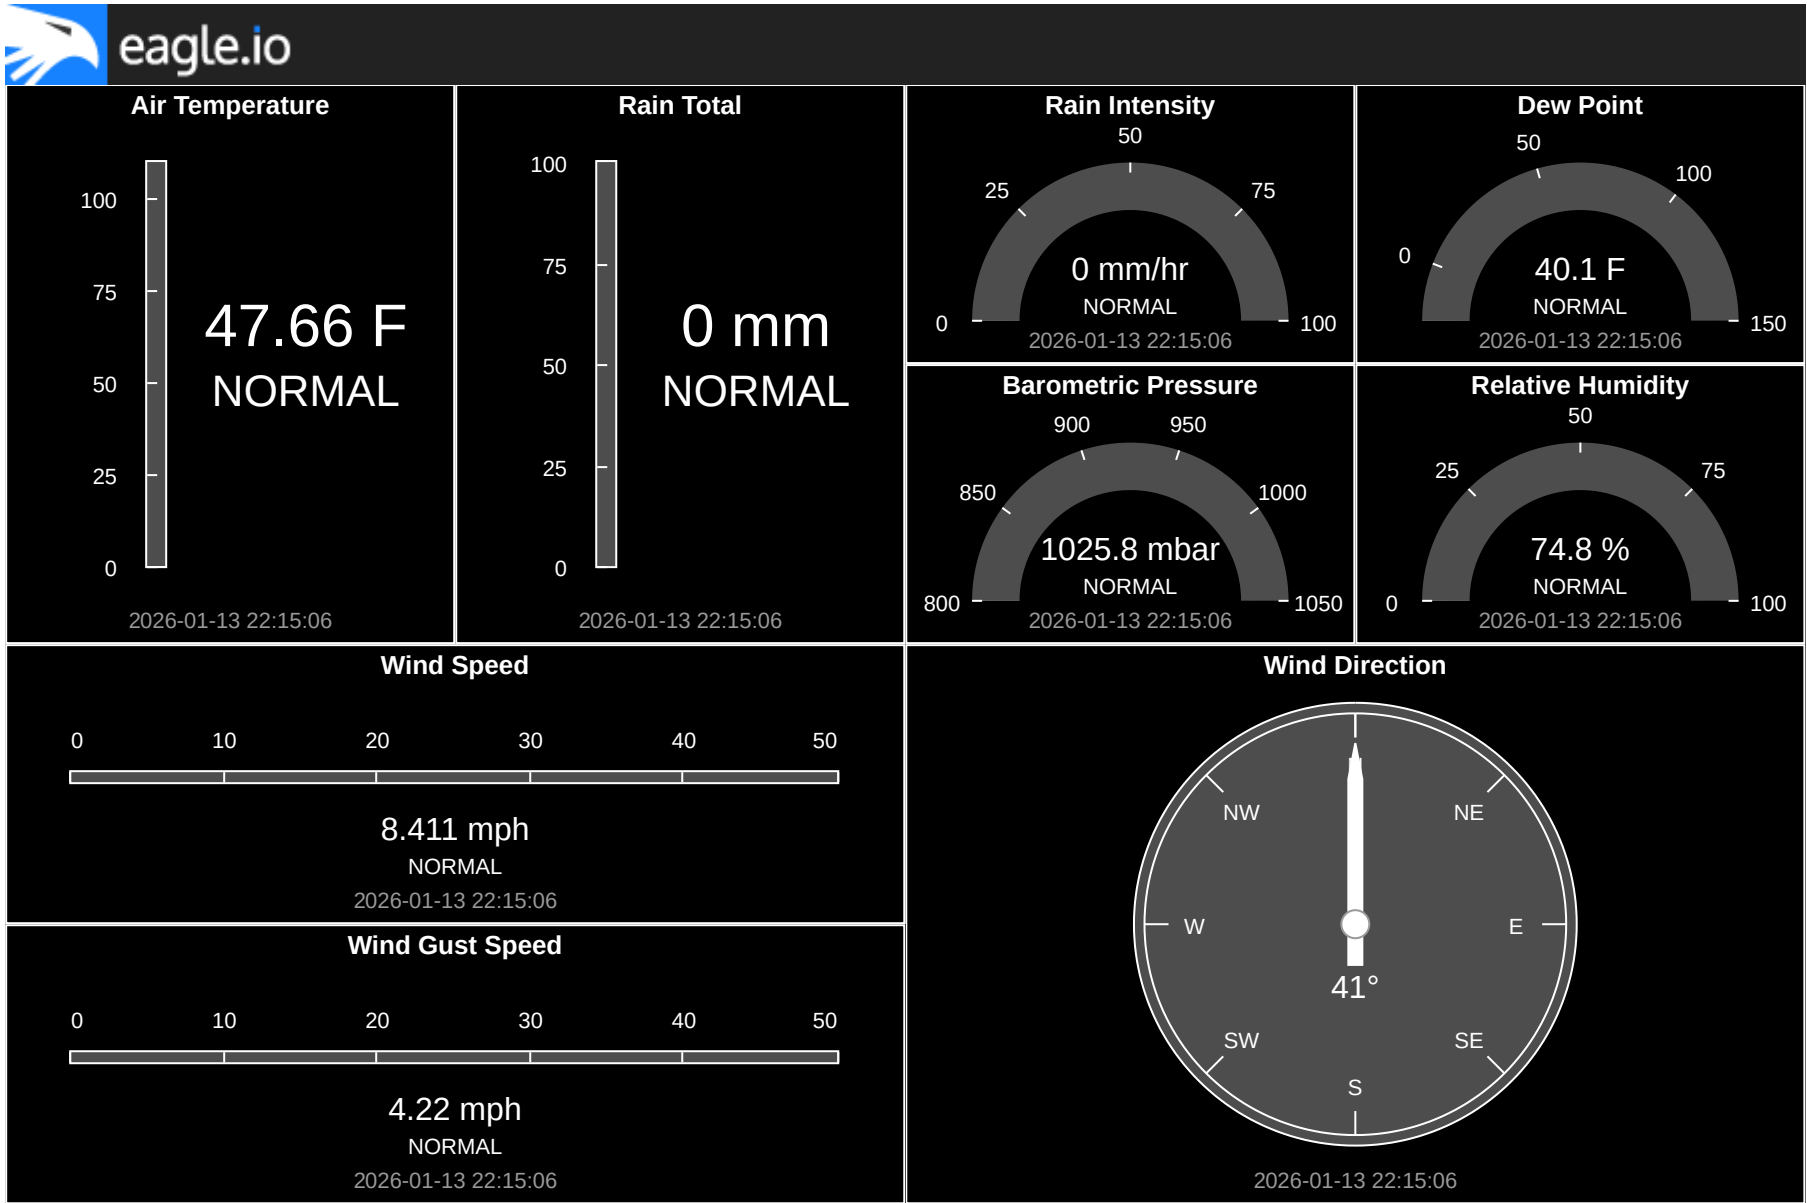 eagle.io
Air Temperature
100
75
50
25
0
47.66 F
NORMAL
2026-01-13 22:15:06
Rain Total
100
75
50
25
0
0 mm
NORMAL
2026-01-13 22:15:06
Rain Intensity
50
25
75
0
100
0 mm/hr
NORMAL
2026-01-13 22:15:06
Dew Point
50
100
0
150
40.1 F
NORMAL
2026-01-13 22:15:06
Barometric Pressure
900
950
850
1000
800
1050
1025.8 mbar
NORMAL
2026-01-13 22:15:06
Relative Humidity
50
25
75
0
100
74.8 %
NORMAL
2026-01-13 22:15:06
Wind Speed
0 10 20 30 40 50
8.411 mph
NORMAL
2026-01-13 22:15:06
Wind Gust Speed
0 10 20 30 40 50
4.22 mph
NORMAL
2026-01-13 22:15:06
Wind Direction
NW NE
W E
41°
SW SE
S
2026-01-13 22:15:06